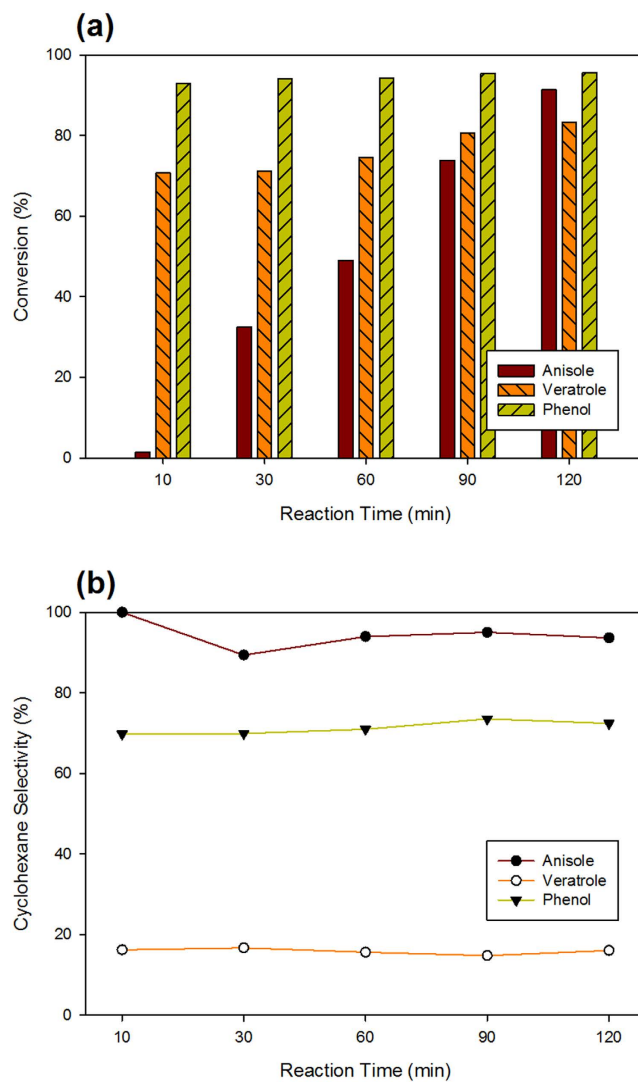 (a)
100
80
60
40
20
0
Conversion (%)
Anisole
Veratrole
Phenol
10 30 60 90 120
Reaction Time (min)
(b)
100
80
60
40
20
0
Cyclohexane Selectivity (%)
Anisole
Veratrole
Phenol
10 30 60 90 120
Reaction Time (min)